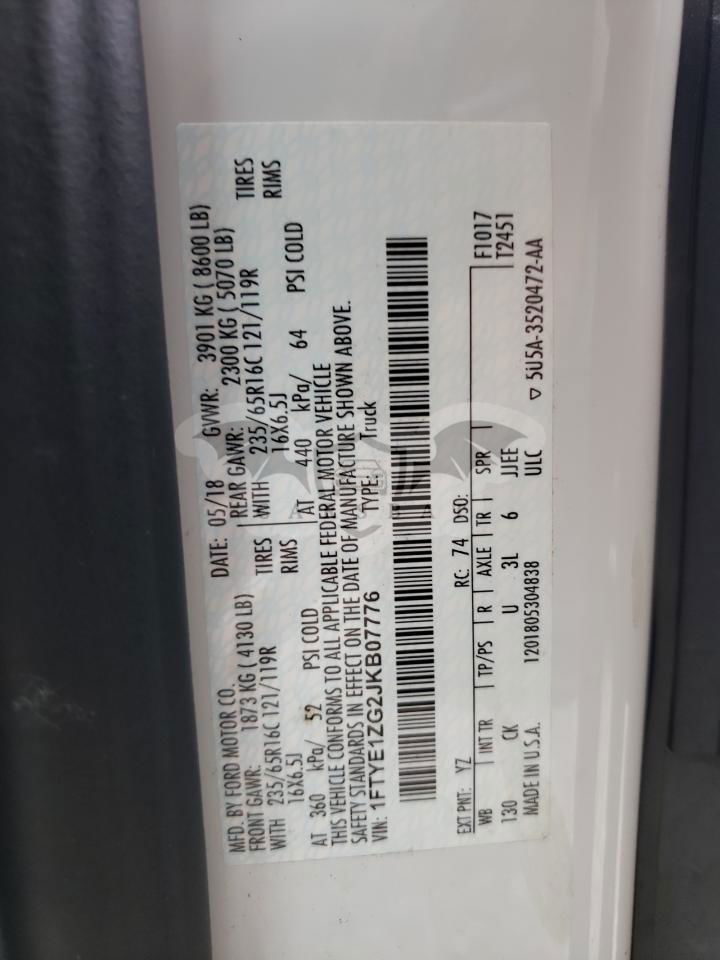 MFD. BY FORD MOTOR CO.
DATE: 05/18 GVWR: 3901 KG ( 8600 LB)
FRONT GAWR: 1873 KG ( 4130 LB) REAR GAWR: 2300 KG ( 5070 LB)
WITH 235/65R16C 121/119R TIRES WITH 235/65R16C 121/119R TIRES
16X6.5J RIMS 16X6.5J RIMS
AT 360 kPa/ 52 PSI COLD AT 440 kPa/ 64 PSI COLD
THIS VEHICLE CONFORMS TO ALL APPLICABLE FEDERAL MOTOR VEHICLE
SAFETY STANDARDS IN EFFECT ON THE DATE OF MANUFACTURE SHOWN ABOVE.
VIN: 1FTYE1ZG2JKB07776 TYPE: Truck
EXT PNT: YZ RC: 74 DSO: F1017
WB INT TR TP/PS R AXLE TR SPR T2451
130 CK U 3L 6 JJEE
MADE IN U.S.A. 1201805304838 ULC ▽ 5U5A-3520472-AA